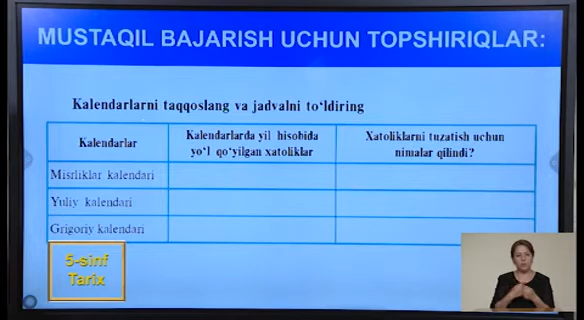 MUSTAQIL BAJARISH UCHUN TOPSHIRIQLAR:
Kalendarlarni taqqoslang va jadvalni to‘ldiring
Kalendarlar
Kalendarlarda yil hisobida
yo‘l qo‘yilgan xatoliklar
Xatoliklarni tuzatish uchun
nimalar qilindi?
Misrliklar kalendari
Yuliy kalendari
Grigoriy kalendari
5-sinf
Tarix